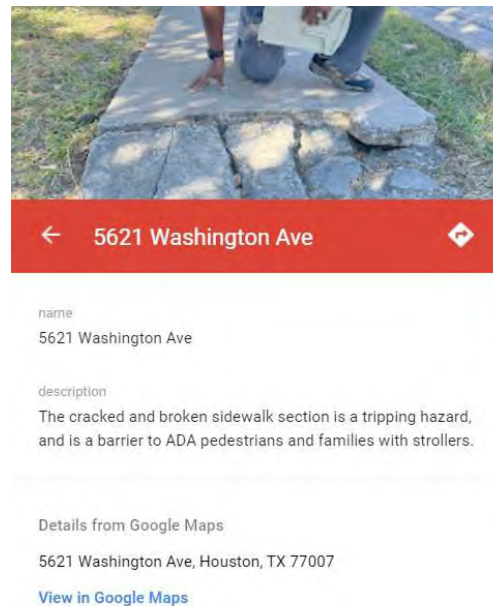 5621 Washington Ave
name
5621 Washington Ave
description
The cracked and broken sidewalk section is a tripping hazard,
and is a barrier to ADA pedestrians and families with strollers.
Details from Google Maps
5621 Washington Ave, Houston, TX 77007
View in Google Maps